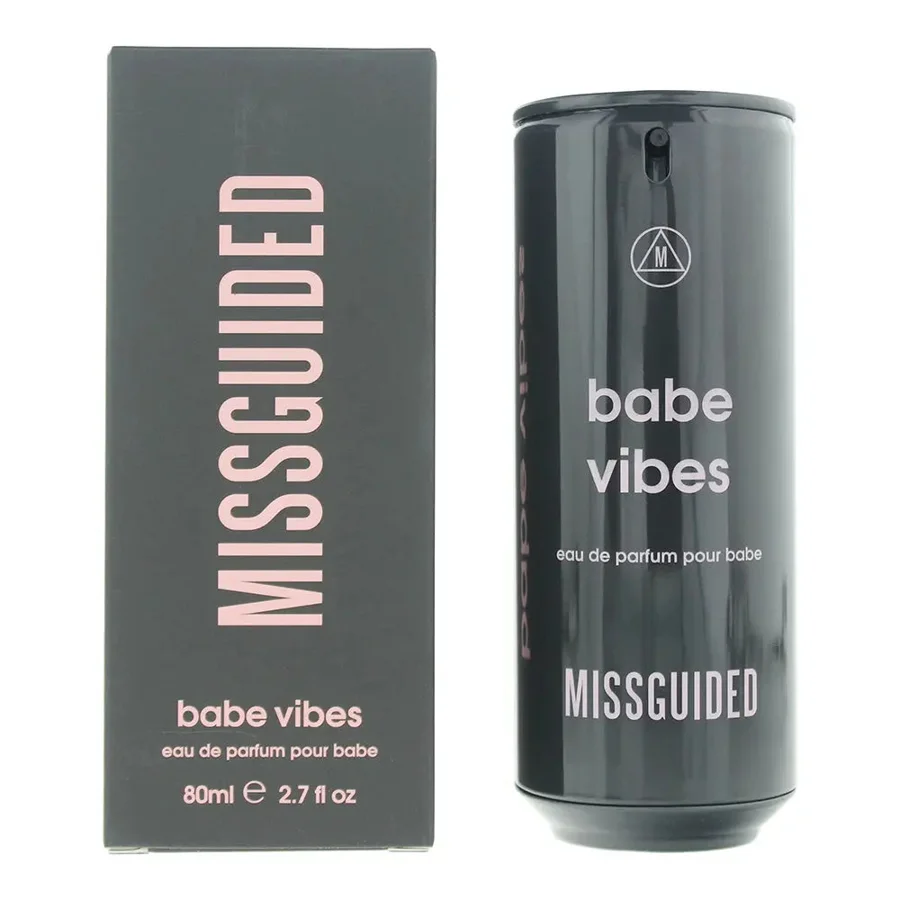 MISSGUIDED
babe vibes
eau de parfum pour babe
80ml e 2.7 fl oz
M
babe
vibes
eau de parfum pour babe
MISSGUIDED
babe vibes